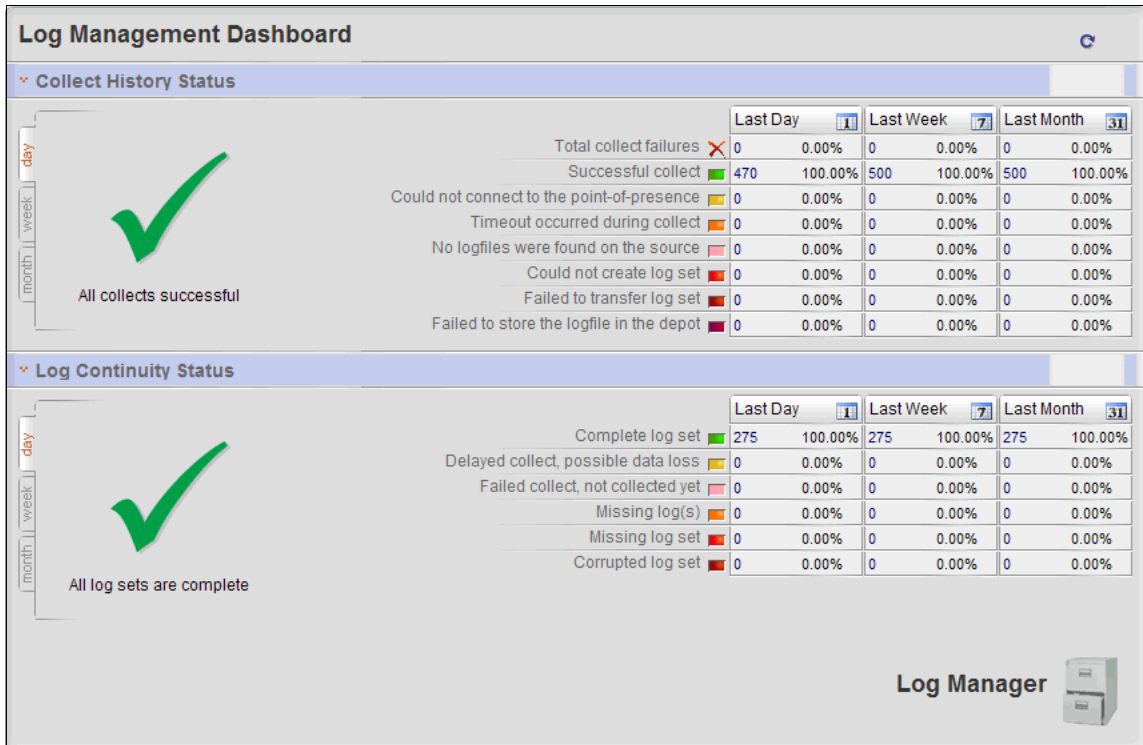 Log Management Dashboard
Collect History Status
Last Day 1 Last Week 7 Last Month 31
day
week
month
All collects successful
Total collect failures 0 0.00% 0 0.00% 0 0.00%
Successful collect 470 100.00% 500 100.00% 500 100.00%
Could not connect to the point-of-presence 0 0.00% 0 0.00% 0 0.00%
Timeout occurred during collect 0 0.00% 0 0.00% 0 0.00%
No logfiles were found on the source 0 0.00% 0 0.00% 0 0.00%
Could not create log set 0 0.00% 0 0.00% 0 0.00%
Failed to transfer log set 0 0.00% 0 0.00% 0 0.00%
Failed to store the logfile in the depot 0 0.00% 0 0.00% 0 0.00%
Log Continuity Status
Last Day 1 Last Week 7 Last Month 31
day
week
month
All log sets are complete
Complete log set 275 100.00% 275 100.00% 275 100.00%
Delayed collect, possible data loss 0 0.00% 0 0.00% 0 0.00%
Failed collect, not collected yet 0 0.00% 0 0.00% 0 0.00%
Missing log(s) 0 0.00% 0 0.00% 0 0.00%
Missing log set 0 0.00% 0 0.00% 0 0.00%
Corrupted log set 0 0.00% 0 0.00% 0 0.00%
Log Manager